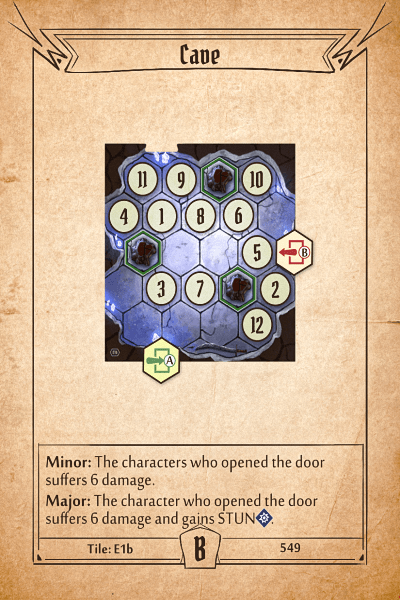 Cave
11 9 10
4 1 8 6
5 B
3 7 2
12
A
Minor: The characters who opened the door
suffers 6 damage.
Major: The character who opened the door
suffers 6 damage and gains STUN.
Tile: E1b B 549